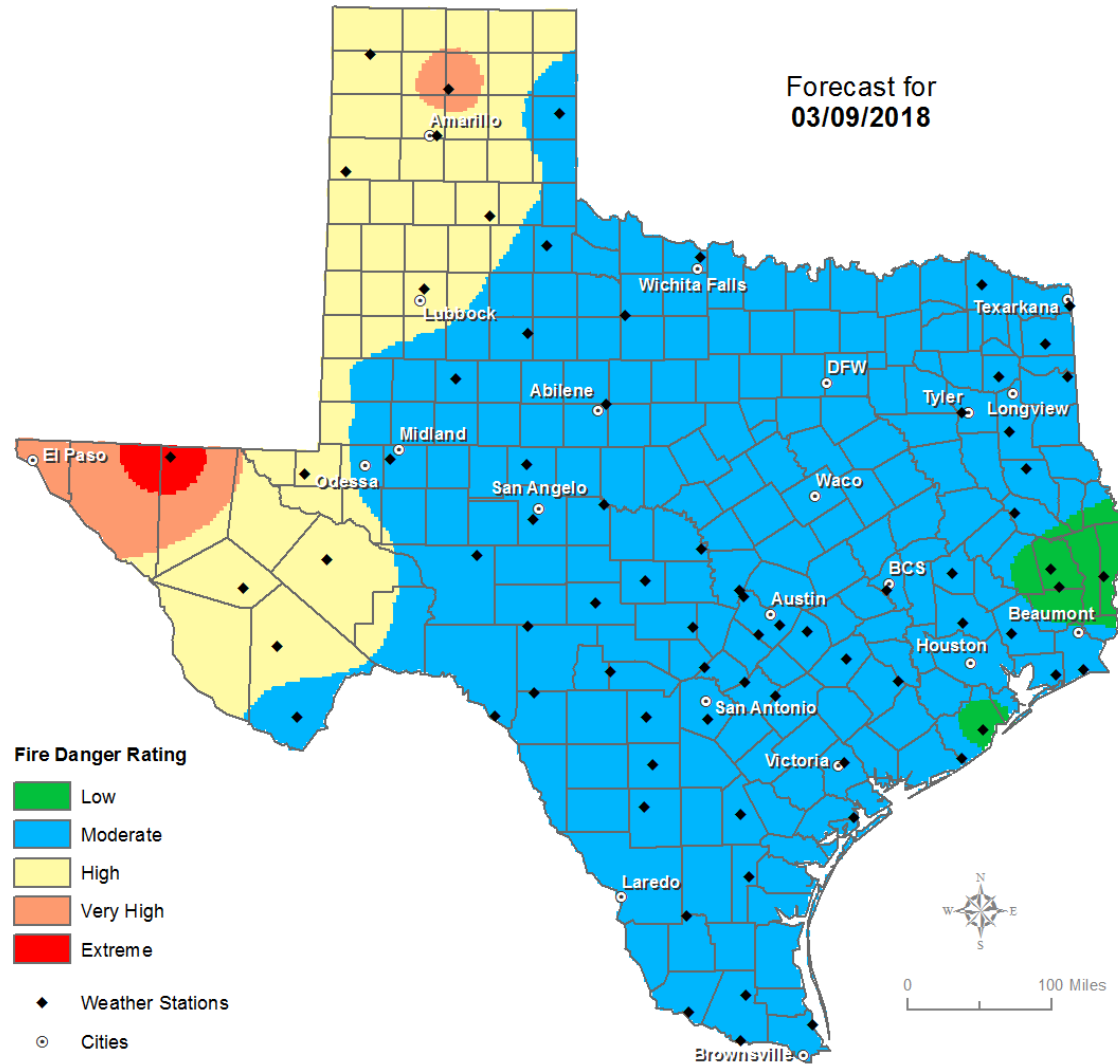 Forecast for
03/09/2018
Amarillo
Wichita Falls
Lubbock
Texarkana
DFW
Abilene
Tyler
Longview
Midland
El Paso
Odessa
San Angelo
Waco
BCS
Austin
Beaumont
Houston
San Antonio
Victoria
Laredo
Brownsville
Fire Danger Rating
Low
Moderate
High
Very High
Extreme
Weather Stations
Cities
N
W E
S
0 100 Miles